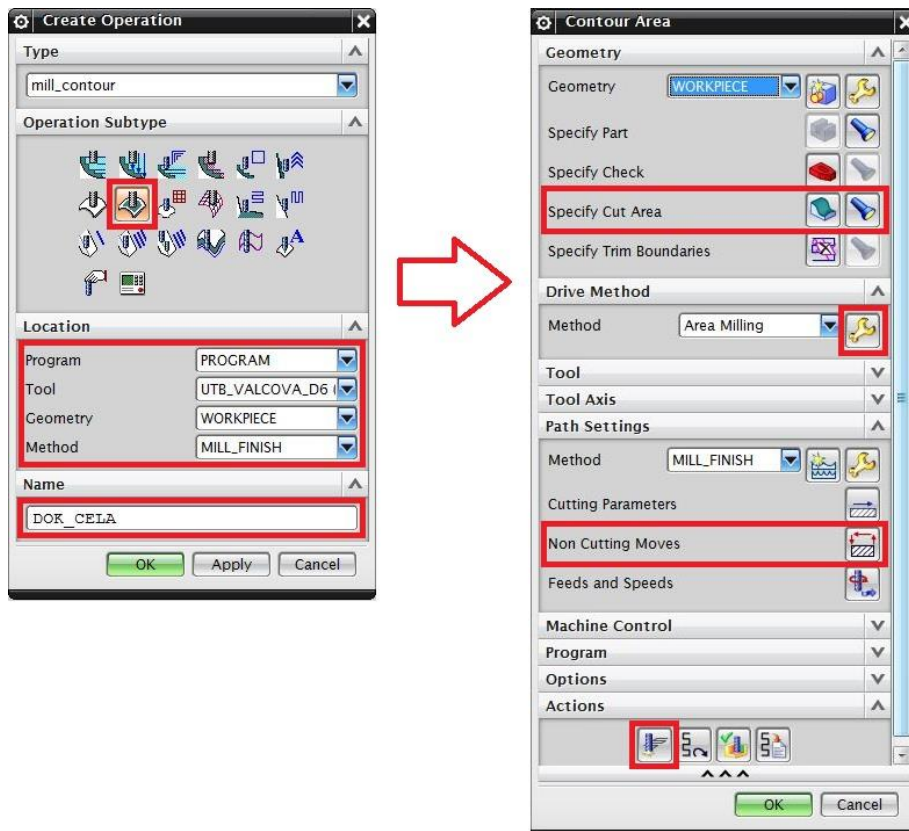 Create Operation
Type
mill_contour
Operation Subtype
Location
Program PROGRAM
Tool UTB_VALCOVA_D6 (
Geometry WORKPIECE
Method MILL_FINISH
Name
DOK_CELA
OK Apply Cancel
Contour Area
Geometry
Geometry WORKPIECE
Specify Part
Specify Check
Specify Cut Area
Specify Trim Boundaries
Drive Method
Method Area Milling
Tool
Tool Axis
Path Settings
Method MILL_FINISH
Cutting Parameters
Non Cutting Moves
Feeds and Speeds
Machine Control
Program
Options
Actions
OK Cancel